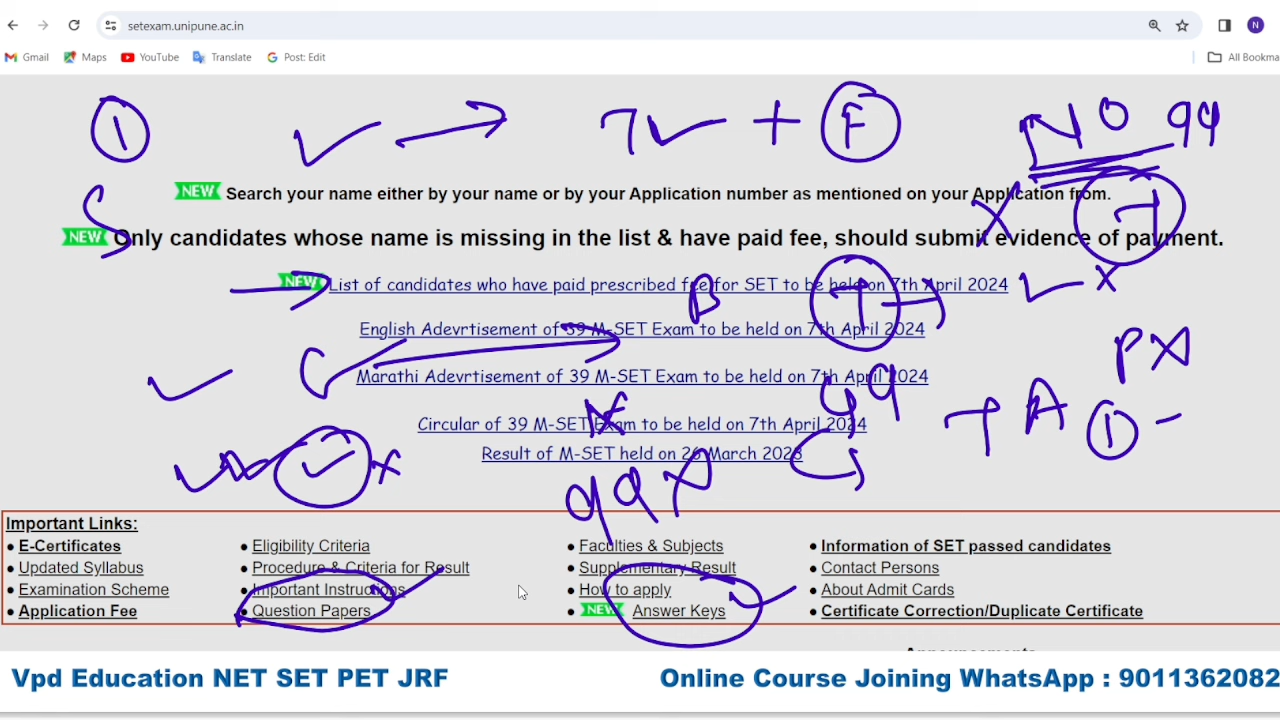 setexam.unipune.ac.in
Gmail Maps YouTube Translate Post: Edit All Bookma
N
1 7 + F NO 99
NEW Search your name either by your name or by your Application number as mentioned on your Application from.
NEW Only candidates whose name is missing in the list & have paid fee, should submit evidence of payment.
NEW List of candidates who have paid prescribed fee for SET to be held on 7th April 2024
English Adevrtisement of 39 M-SET Exam to be held on 7th April 2024
Marathi Adevrtisement of 39 M-SET Exam to be held on 7th April 2024
Circular of 39 M-SET Exam to be held on 7th April 2024
Result of M-SET held on 26 March 2023
Important Links:
• E-Certificates • Eligibility Criteria • Faculties & Subjects • Information of SET passed candidates
• Updated Syllabus • Procedure & Criteria for Result • Supplementary Result • Contact Persons
• Examination Scheme • Important Instructions • How to apply • About Admit Cards
• Application Fee • Question Papers • NEW Answer Keys • Certificate Correction/Duplicate Certificate
Vpd Education NET SET PET JRF Online Course Joining WhatsApp : 9011362082